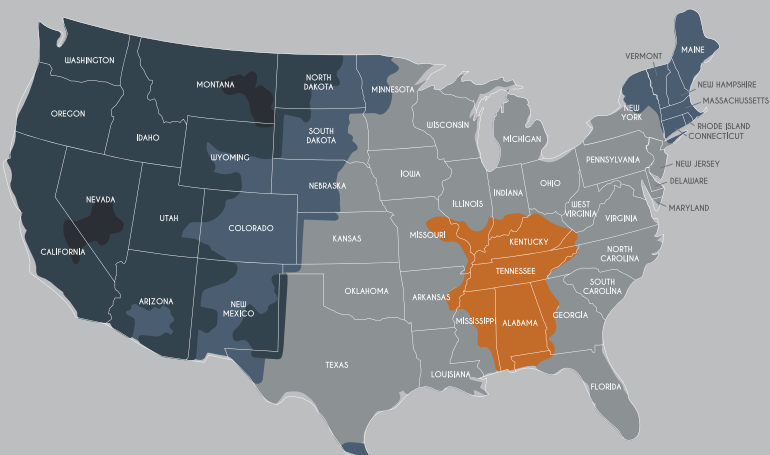 WASHINGTON
OREGON
CALIFORNIA
NEVADA
IDAHO
MONTANA
WYOMING
UTAH
ARIZONA
COLORADO
NEW
MEXICO
NORTH
DAKOTA
SOUTH
DAKOTA
NEBRASKA
KANSAS
OKLAHOMA
TEXAS
MINNESOTA
IOWA
MISSOURI
ARKANSAS
LOUISIANA
WISCONSIN
ILLINOIS
MICHIGAN
INDIANA
OHIO
KENTUCKY
TENNESSEE
MISSISSIPPI
ALABAMA
GEORGIA
FLORIDA
SOUTH
CAROLINA
NORTH
CAROLINA
VIRGINIA
WEST
VIRGINIA
PENNSYLVANIA
NEW
YORK
VERMONT
MAINE
NEW HAMPSHIRE
MASSACHUSETTS
RHODE ISLAND
CONNECTICUT
NEW JERSEY
DELAWARE
MARYLAND